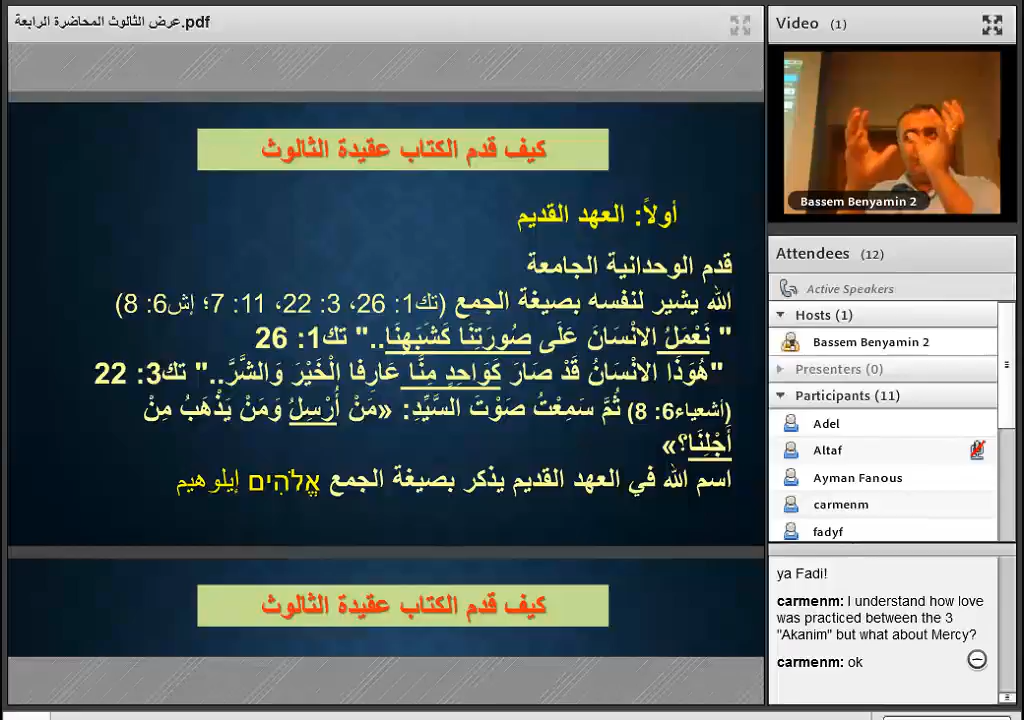 عرض الثالوث المحاضرة الرابعة.pdf
كيف قدم الكتاب عقيدة الثالوث
أولاً: العهد القديم
قدم الوحدانية الجامعة
الله يشير لنفسه بصيغة الجمع (تك1: 26، 3: 22، 11: 7؛ إش6: 8)
" نَعْمَلُ الانْسَانَ عَلَى صُورَتِنَا كَشَبَهِنَا.." تك1: 26
"هُوَذَا الانْسَانُ قَدْ صَارَ كَوَاحِدٍ مِنَّا عَارِفا الْخَيْرَ وَالشَّرَّ.." تك3: 22
(أشعياء6: 8) ثُمَّ سَمِعْتُ صَوْتَ السَّيِّدِ: «مَنْ أُرْسِلُ وَمَنْ يَذْهَبُ مِنْ
أَجْلِنَا؟»
اسم الله في العهد القديم يذكر بصيغة الجمع אֱלֹהִים إيلوهيم
كيف قدم الكتاب عقيدة الثالوث
Video (1)
Bassem Benyamin 2
Attendees (12)
Active Speakers
Hosts (1)
Bassem Benyamin 2
Presenters (0)
Participants (11)
Adel
Altaf
Ayman Fanous
carmenm
fadyf
ya Fadi!
carmenm: I understand how love
was practiced between the 3
"Akanim" but what about Mercy?
carmenm: ok